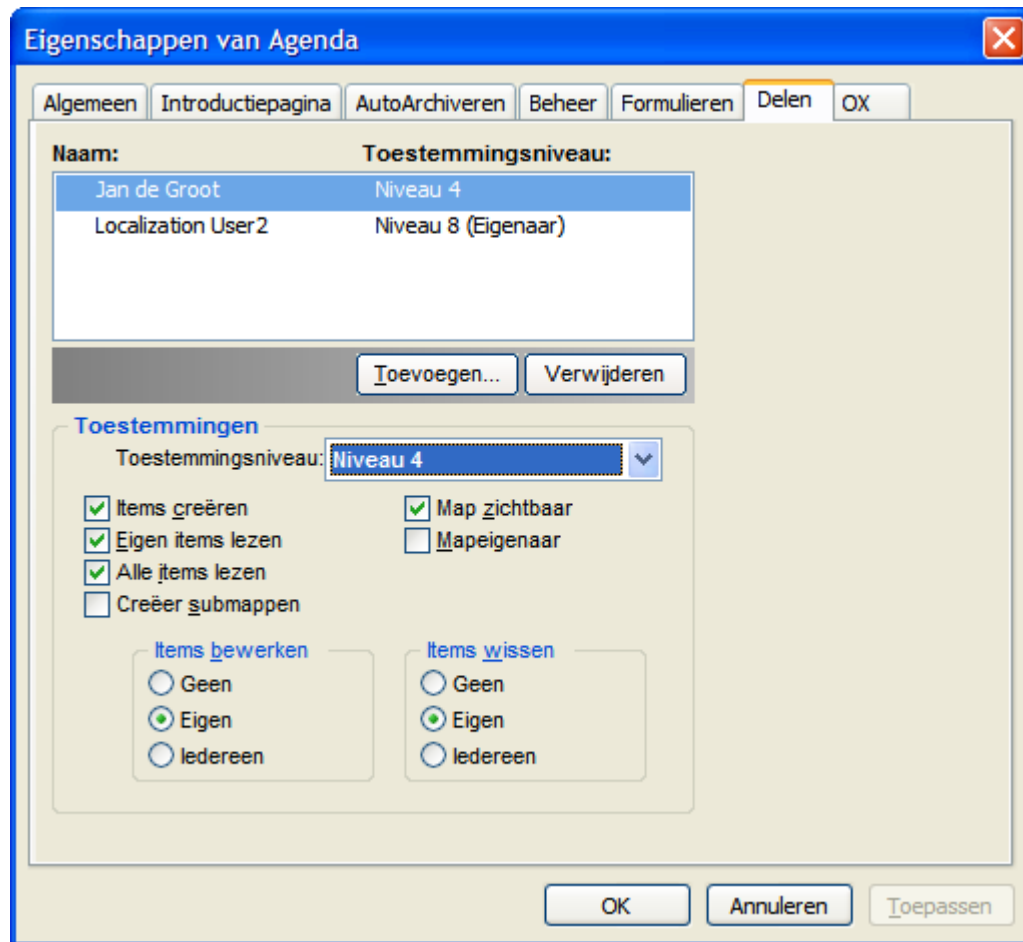 Eigenschappen van Agenda
Algemeen Introductiepagina AutoArchiveren Beheer Formulieren Delen OX
Naam: Toestemmingsniveau:
Jan de Groot Niveau 4
Localization User2 Niveau 8 (Eigenaar)
Toevoegen... Verwijderen
Toestemmingen
Toestemmingsniveau: Niveau 4
Items creëren Map zichtbaar
Eigen items lezen Mapeigenaar
Alle items lezen
Creëer submappen
Items bewerken Items wissen
Geen Geen
Eigen Eigen
Iedereen Iedereen
OK Annuleren Toepassen